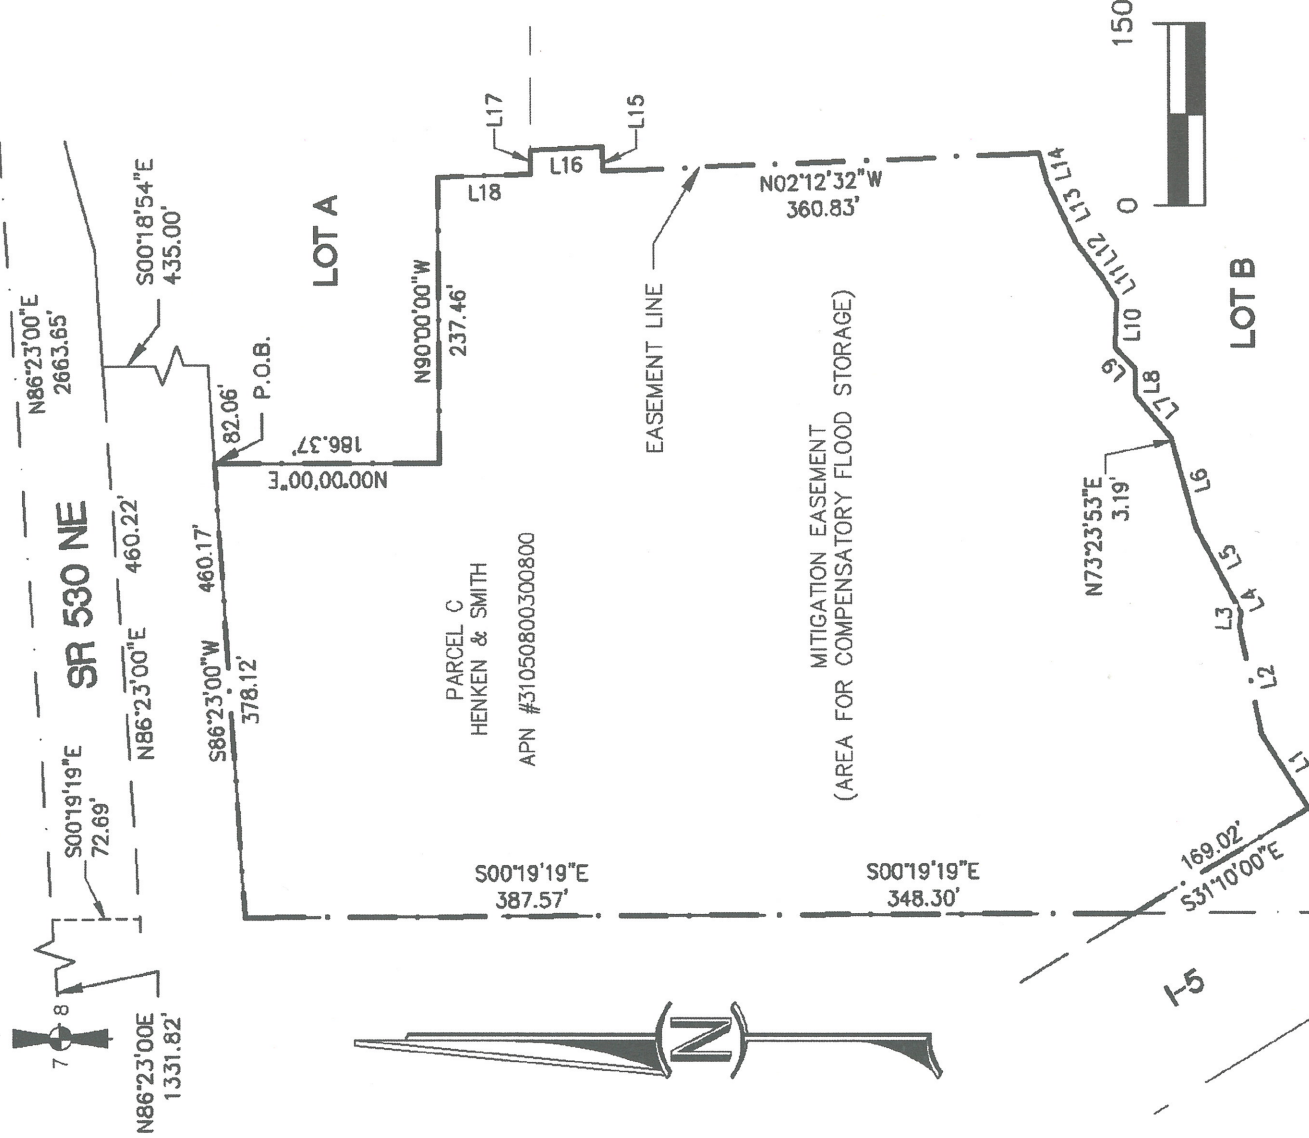 N86°23'00"E
2663.65'
S00°18'54"E
435.00'
SR 530 NE
N86°23'00"E
460.22'
S00°19'19"E
72.69'
7
8
N86°23'00E
1331.82'
82.06'
P.O.B.
LOT A
460.17'
S86°23'00"W
378.12'
N00°00'00"E
186.37'
N90°00'00"W
237.46'
L18
L17
L16
L15
N02°12'32"W
360.83'
EASEMENT LINE
PARCEL C
HENKEN & SMITH
APN #31050800300800
MITIGATION EASEMENT
(AREA FOR COMPENSATORY FLOOD STORAGE)
S00°19'19"E
387.57'
S00°19'19"E
348.30'
N73°23'53"E
3.19'
L14
L13
L12
L11
L10
L9
L8
L7
L6
L5
L4
L3
L2
L1
169.02'
S31°10'00"E
I-5
LOT B
0
150
N